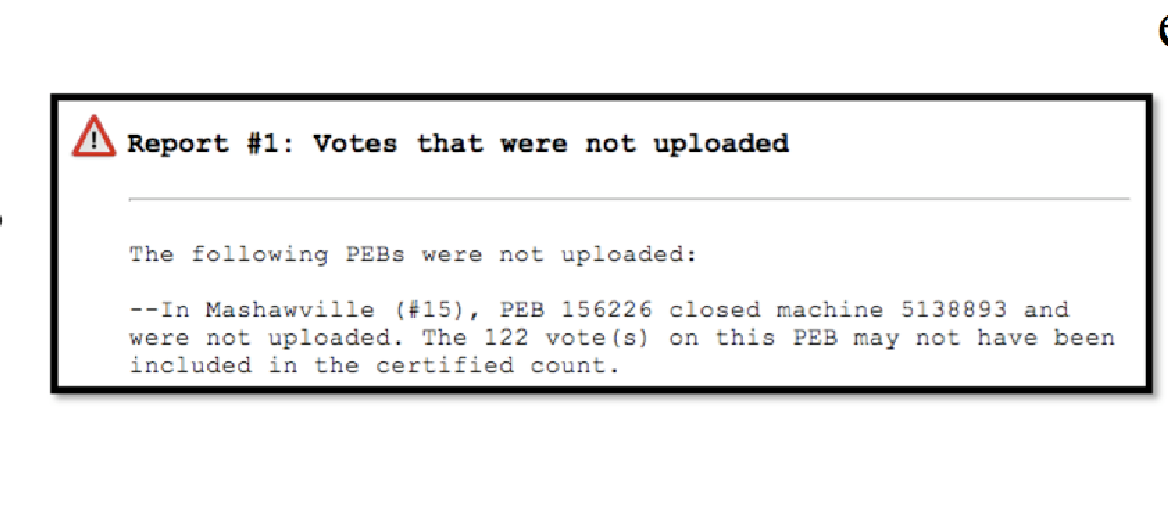 Report #1: Votes that were not uploaded
The following PEBs were not uploaded:
--In Mashawville (#15), PEB 156226 closed machine 5138893 and
were not uploaded. The 122 vote(s) on this PEB may not have been
included in the certified count.